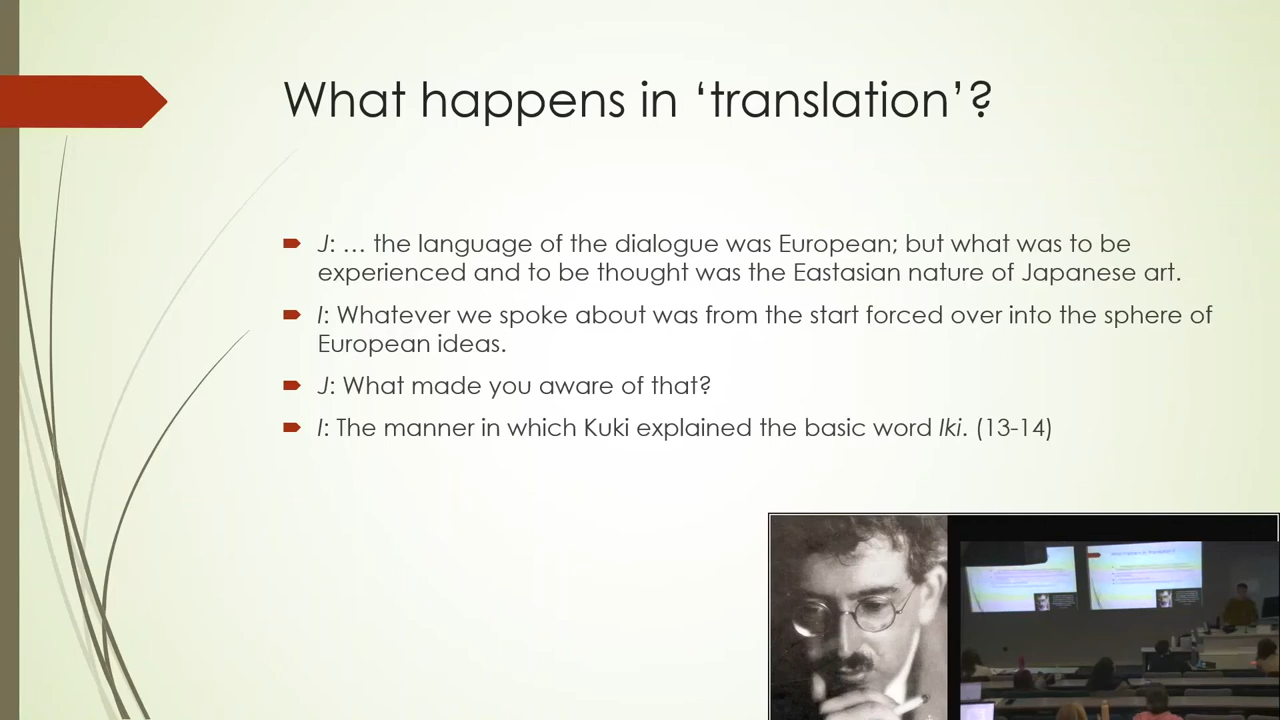 What happens in ‘translation’?
J: … the language of the dialogue was European; but what was to be
experienced and to be thought was the Eastasian nature of Japanese art.
I: Whatever we spoke about was from the start forced over into the sphere of
European ideas.
J: What made you aware of that?
I: The manner in which Kuki explained the basic word Iki. (13-14)